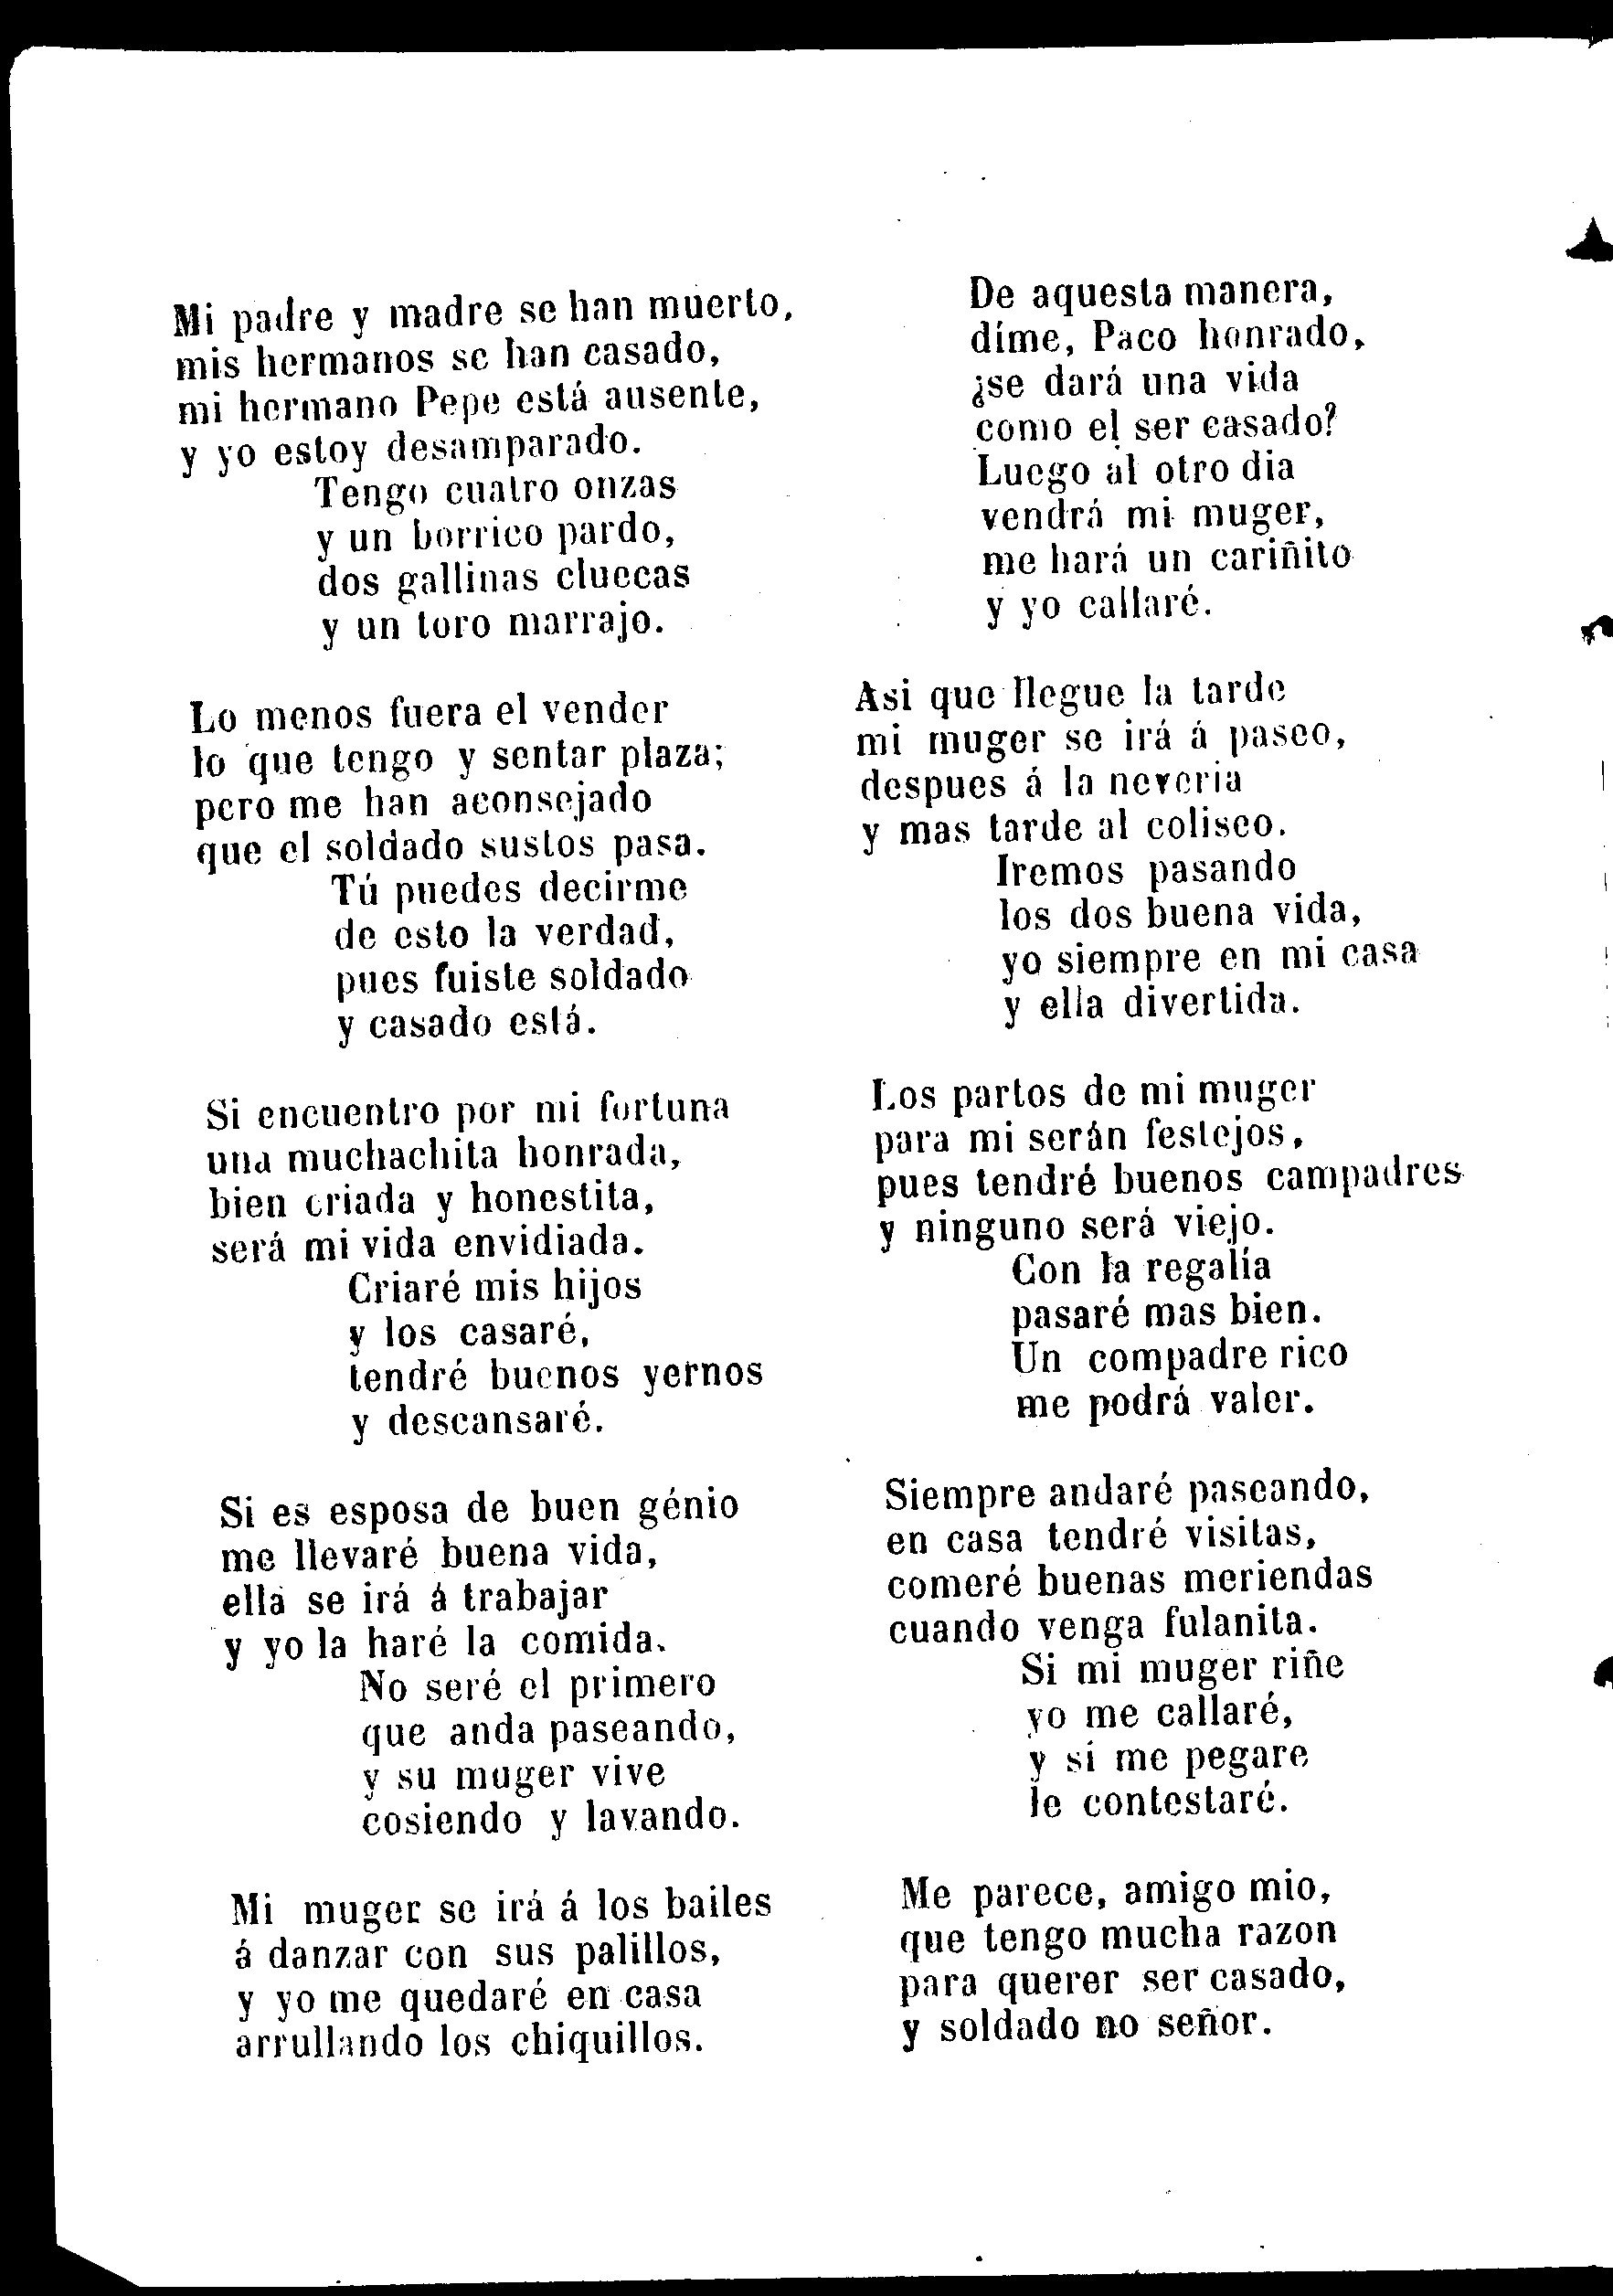 Mi padre y madre se han muerto,
mis hermanos se han casado,
mi hermano Pepe está ausente,
y yo estoy desamparado.
Tengo cuatro onzas
y un borrico pardo,
dos gallinas cluecas
y un toro marrajo.
Lo menos fuera el vender
lo que tengo y sentar plaza;
pero me han aconsejado
que el soldado sustos pasa.
Tú puedes decirme
de esto la verdad,
pues fuiste soldado
y casado está.
Si encuentro por mi fortuna
una muchachita honrada,
bien criada y honestita,
será mi vida envidiada.
Criaré mis hijos
y los casaré,
tendré buenos yernos
y descansaré.
Si es esposa de buen génio
me llevaré buena vida,
ella se irá á trabajar
y yo la haré la comida.
No seré el primero
que anda paseando,
y su muger vive
cosiendo y lavando.
Mi muger se irá á los bailes
á danzar con sus palillos,
y yo me quedaré en casa
arrullando los chiquillos.
De aquesta manera,
díme, Paco honrado,
¿se dará una vida
como el ser casado?
Luego al otro dia
vendrá mi muger,
me hará un cariñito
y yo callaré.
Asi que llegue la tarde
mi muger se irá á paseo,
despues á la neveria
y mas tarde al coliseo.
Iremos pasando
los dos buena vida,
yo siempre en mi casa
y ella divertida.
Los partos de mi muger
para mi serán festejos,
pues tendré buenos campadres
y ninguno será viejo.
Con la regalía
pasaré mas bien.
Un compadre rico
me podrá valer.
Siempre andaré paseando,
en casa tendré visitas,
comeré buenas meriendas
cuando venga fulanita.
Si mi muger riñe
yo me callaré,
y si me pegare
le contestaré.
Me parece, amigo mio,
que tengo mucha razon
para querer ser casado,
y soldado no señor.